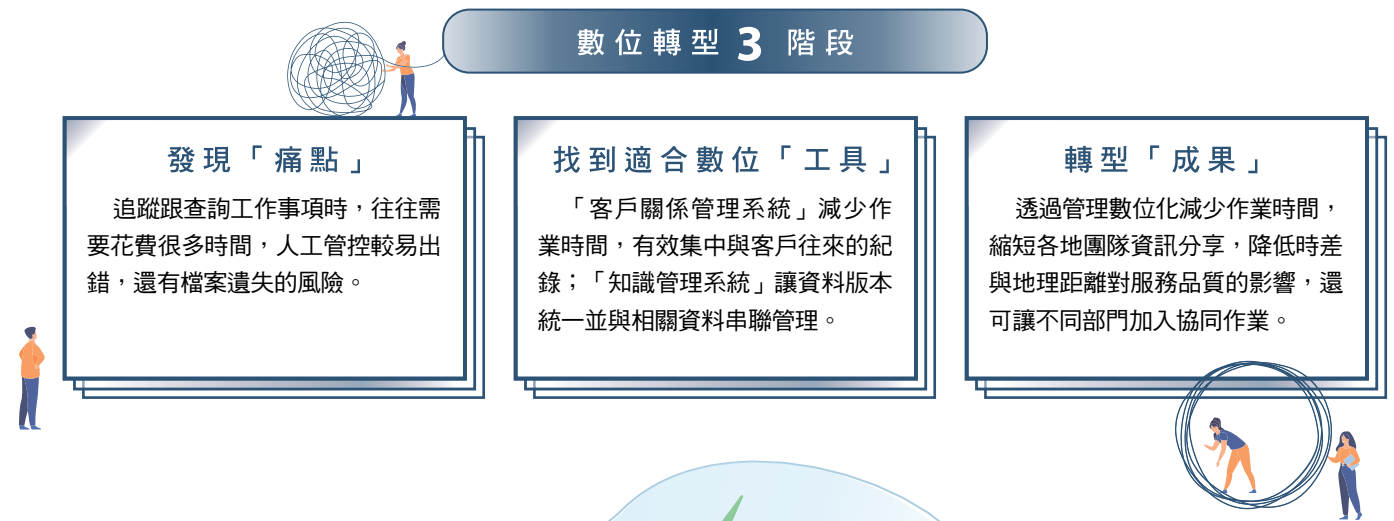 數位轉型 3 階段
發現「痛點」
追蹤跟查詢工作事項時，往往需
要花費很多時間，人工管控較易出
錯，還有檔案遺失的風險。
找到適合數位「工具」
「客戶關係管理系統」減少作
業時間，有效集中與客戶往來的紀
錄；「知識管理系統」讓資料版本
統一並與相關資料串聯管理。
轉型「成果」
透過管理數位化減少作業時間，
縮短各地團隊資訊分享，降低時差
與地理距離對服務品質的影響，還
可讓不同部門加入協同作業。